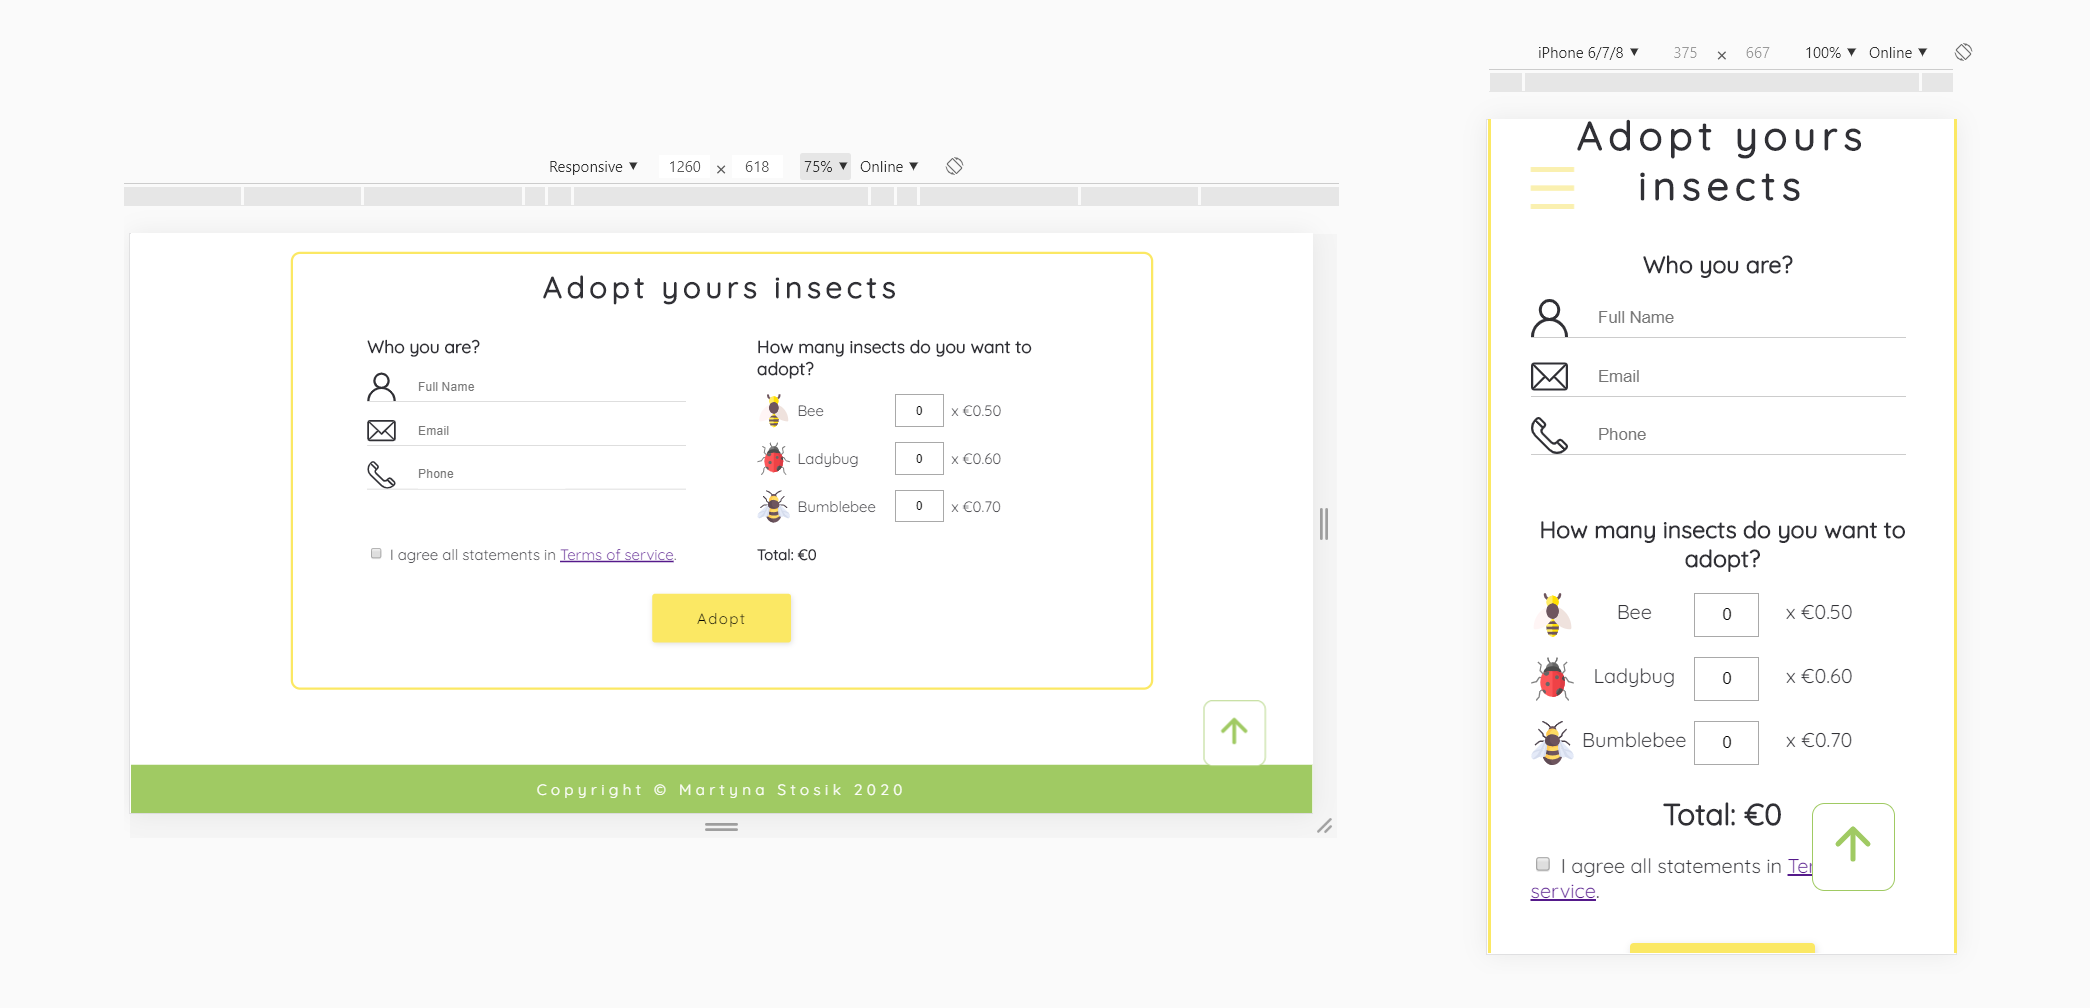 Responsive ▼ 1260 × 618 75% ▼ Online ▼
Adopt yours insects
Who you are?
Full Name
Email
Phone
I agree all statements in Terms of service.
How many insects do you want to
adopt?
Bee 0 x €0.50
Ladybug 0 x €0.60
Bumblebee 0 x €0.70
Total: €0
Adopt
Copyright © Martyna Stosik 2020
iPhone 6/7/8 ▼ 375 × 667 100% ▼ Online ▼
Adopt yours
insects
Who you are?
Full Name
Email
Phone
How many insects do you want to
adopt?
Bee 0 x €0.50
Ladybug 0 x €0.60
Bumblebee 0 x €0.70
Total: €0
I agree all statements in Ter
service.